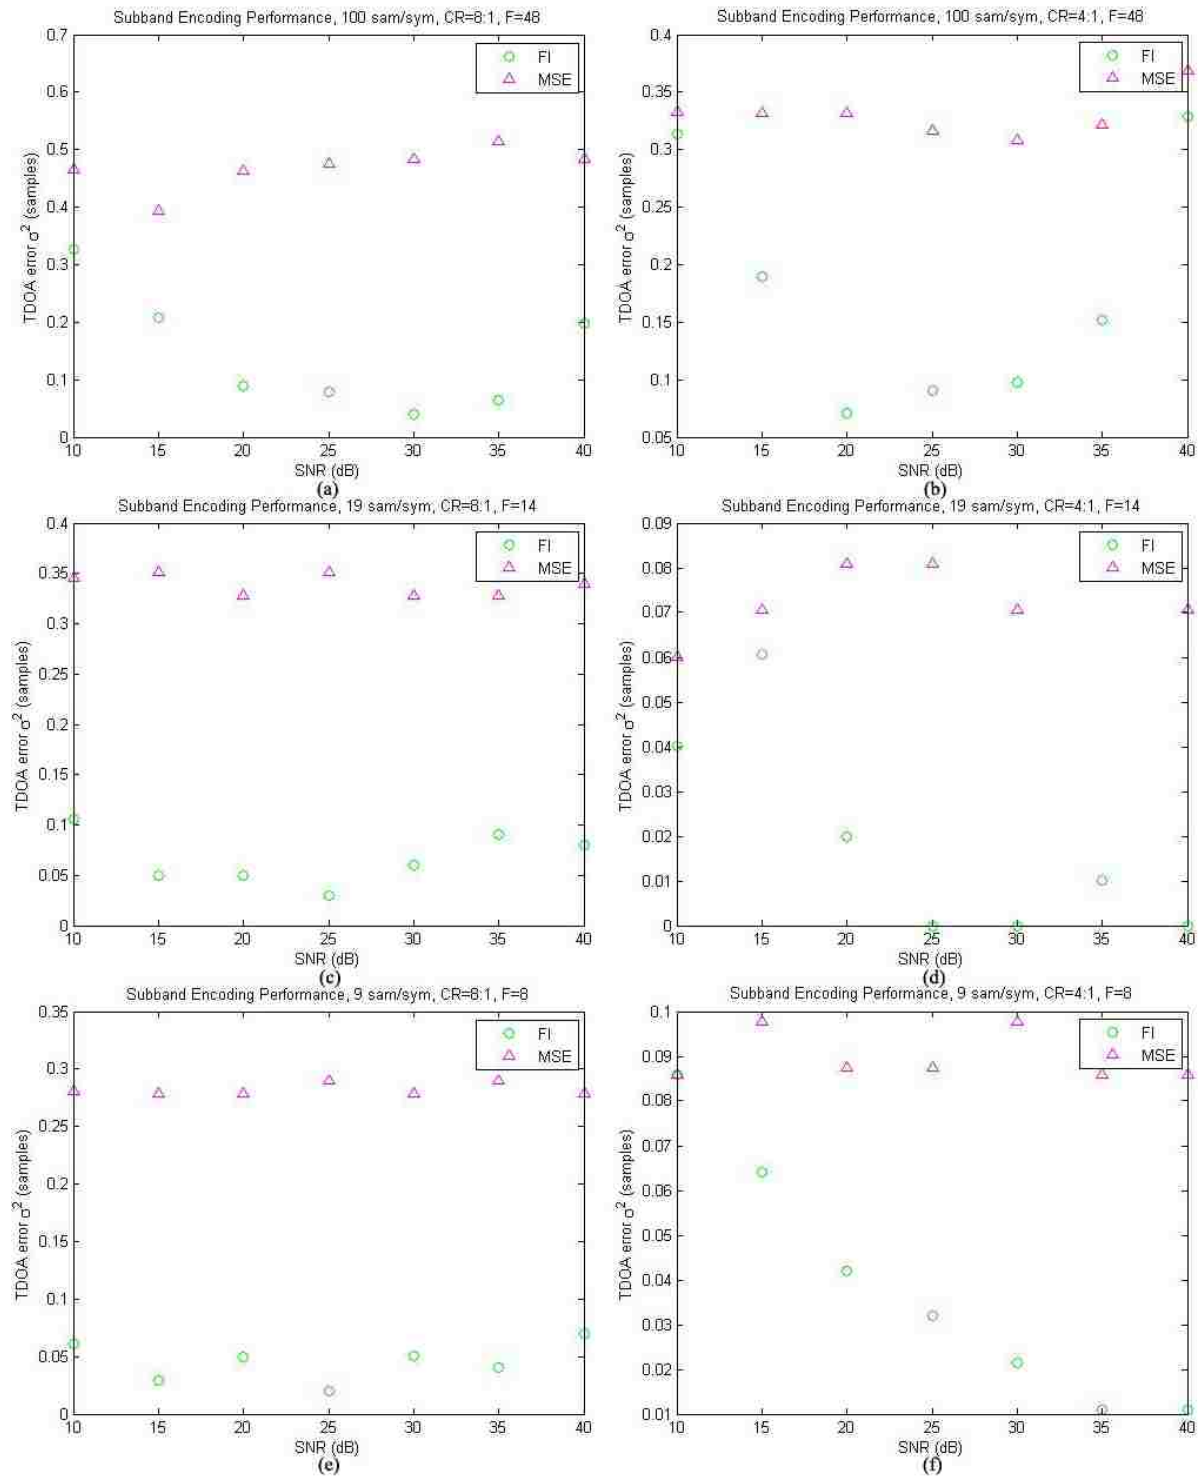 Subband Encoding Performance, 100 sam/sym, CR=8:1, F=48
0.7
0.6
0.5
0.4
0.3
0.2
0.1
0
TDOA error σ² (samples)
FI
MSE
10 15 20 25 30 35 40
SNR (dB)
(a)
Subband Encoding Performance, 100 sam/sym, CR=4:1, F=48
0.4
0.35
0.3
0.25
0.2
0.15
0.1
0.05
TDOA error σ² (samples)
FI
MSE
10 15 20 25 30 35 40
SNR (dB)
(b)
Subband Encoding Performance, 19 sam/sym, CR=8:1, F=14
0.4
0.35
0.3
0.25
0.2
0.15
0.1
0.05
0
TDOA error σ² (samples)
FI
MSE
10 15 20 25 30 35 40
SNR (dB)
(c)
Subband Encoding Performance, 19 sam/sym, CR=4:1, F=14
0.09
0.08
0.07
0.06
0.05
0.04
0.03
0.02
0.01
0
TDOA error σ² (samples)
FI
MSE
10 15 20 25 30 35 40
SNR (dB)
(d)
Subband Encoding Performance, 9 sam/sym, CR=8:1, F=8
0.35
0.3
0.25
0.2
0.15
0.1
0.05
0
TDOA error σ² (samples)
FI
MSE
10 15 20 25 30 35 40
SNR (dB)
(e)
Subband Encoding Performance, 9 sam/sym, CR=4:1, F=8
0.1
0.09
0.08
0.07
0.06
0.05
0.04
0.03
0.02
0.01
TDOA error σ² (samples)
FI
MSE
10 15 20 25 30 35 40
SNR (dB)
(f)